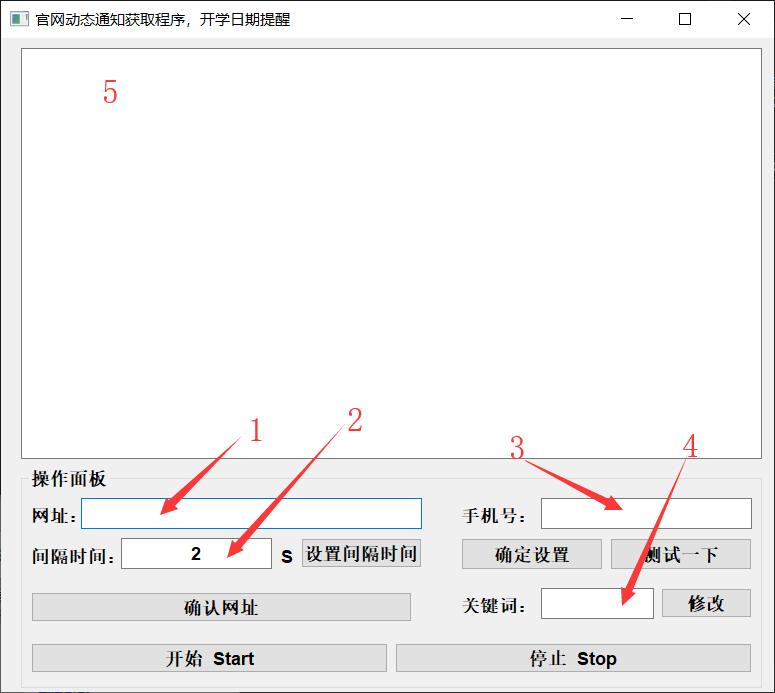 官网动态通知获取程序，开学日期提醒
5
1
2
3
4
操作面板
网址:
手机号：
间隔时间：
2
S
设置间隔时间
确定设置
测试一下
确认网址
关键词：
修改
开始 Start
停止 Stop